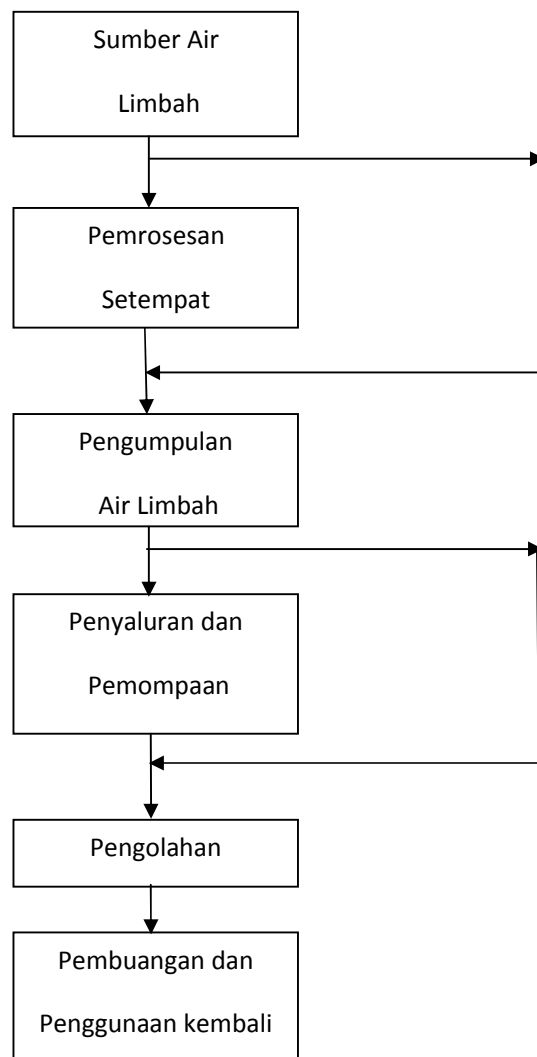 Sumber Air
Limbah
Pemrosesan
Setempat
Pengumpulan
Air Limbah
Penyaluran dan
Pemompaan
Pengolahan
Pembuangan dan
Penggunaan kembali